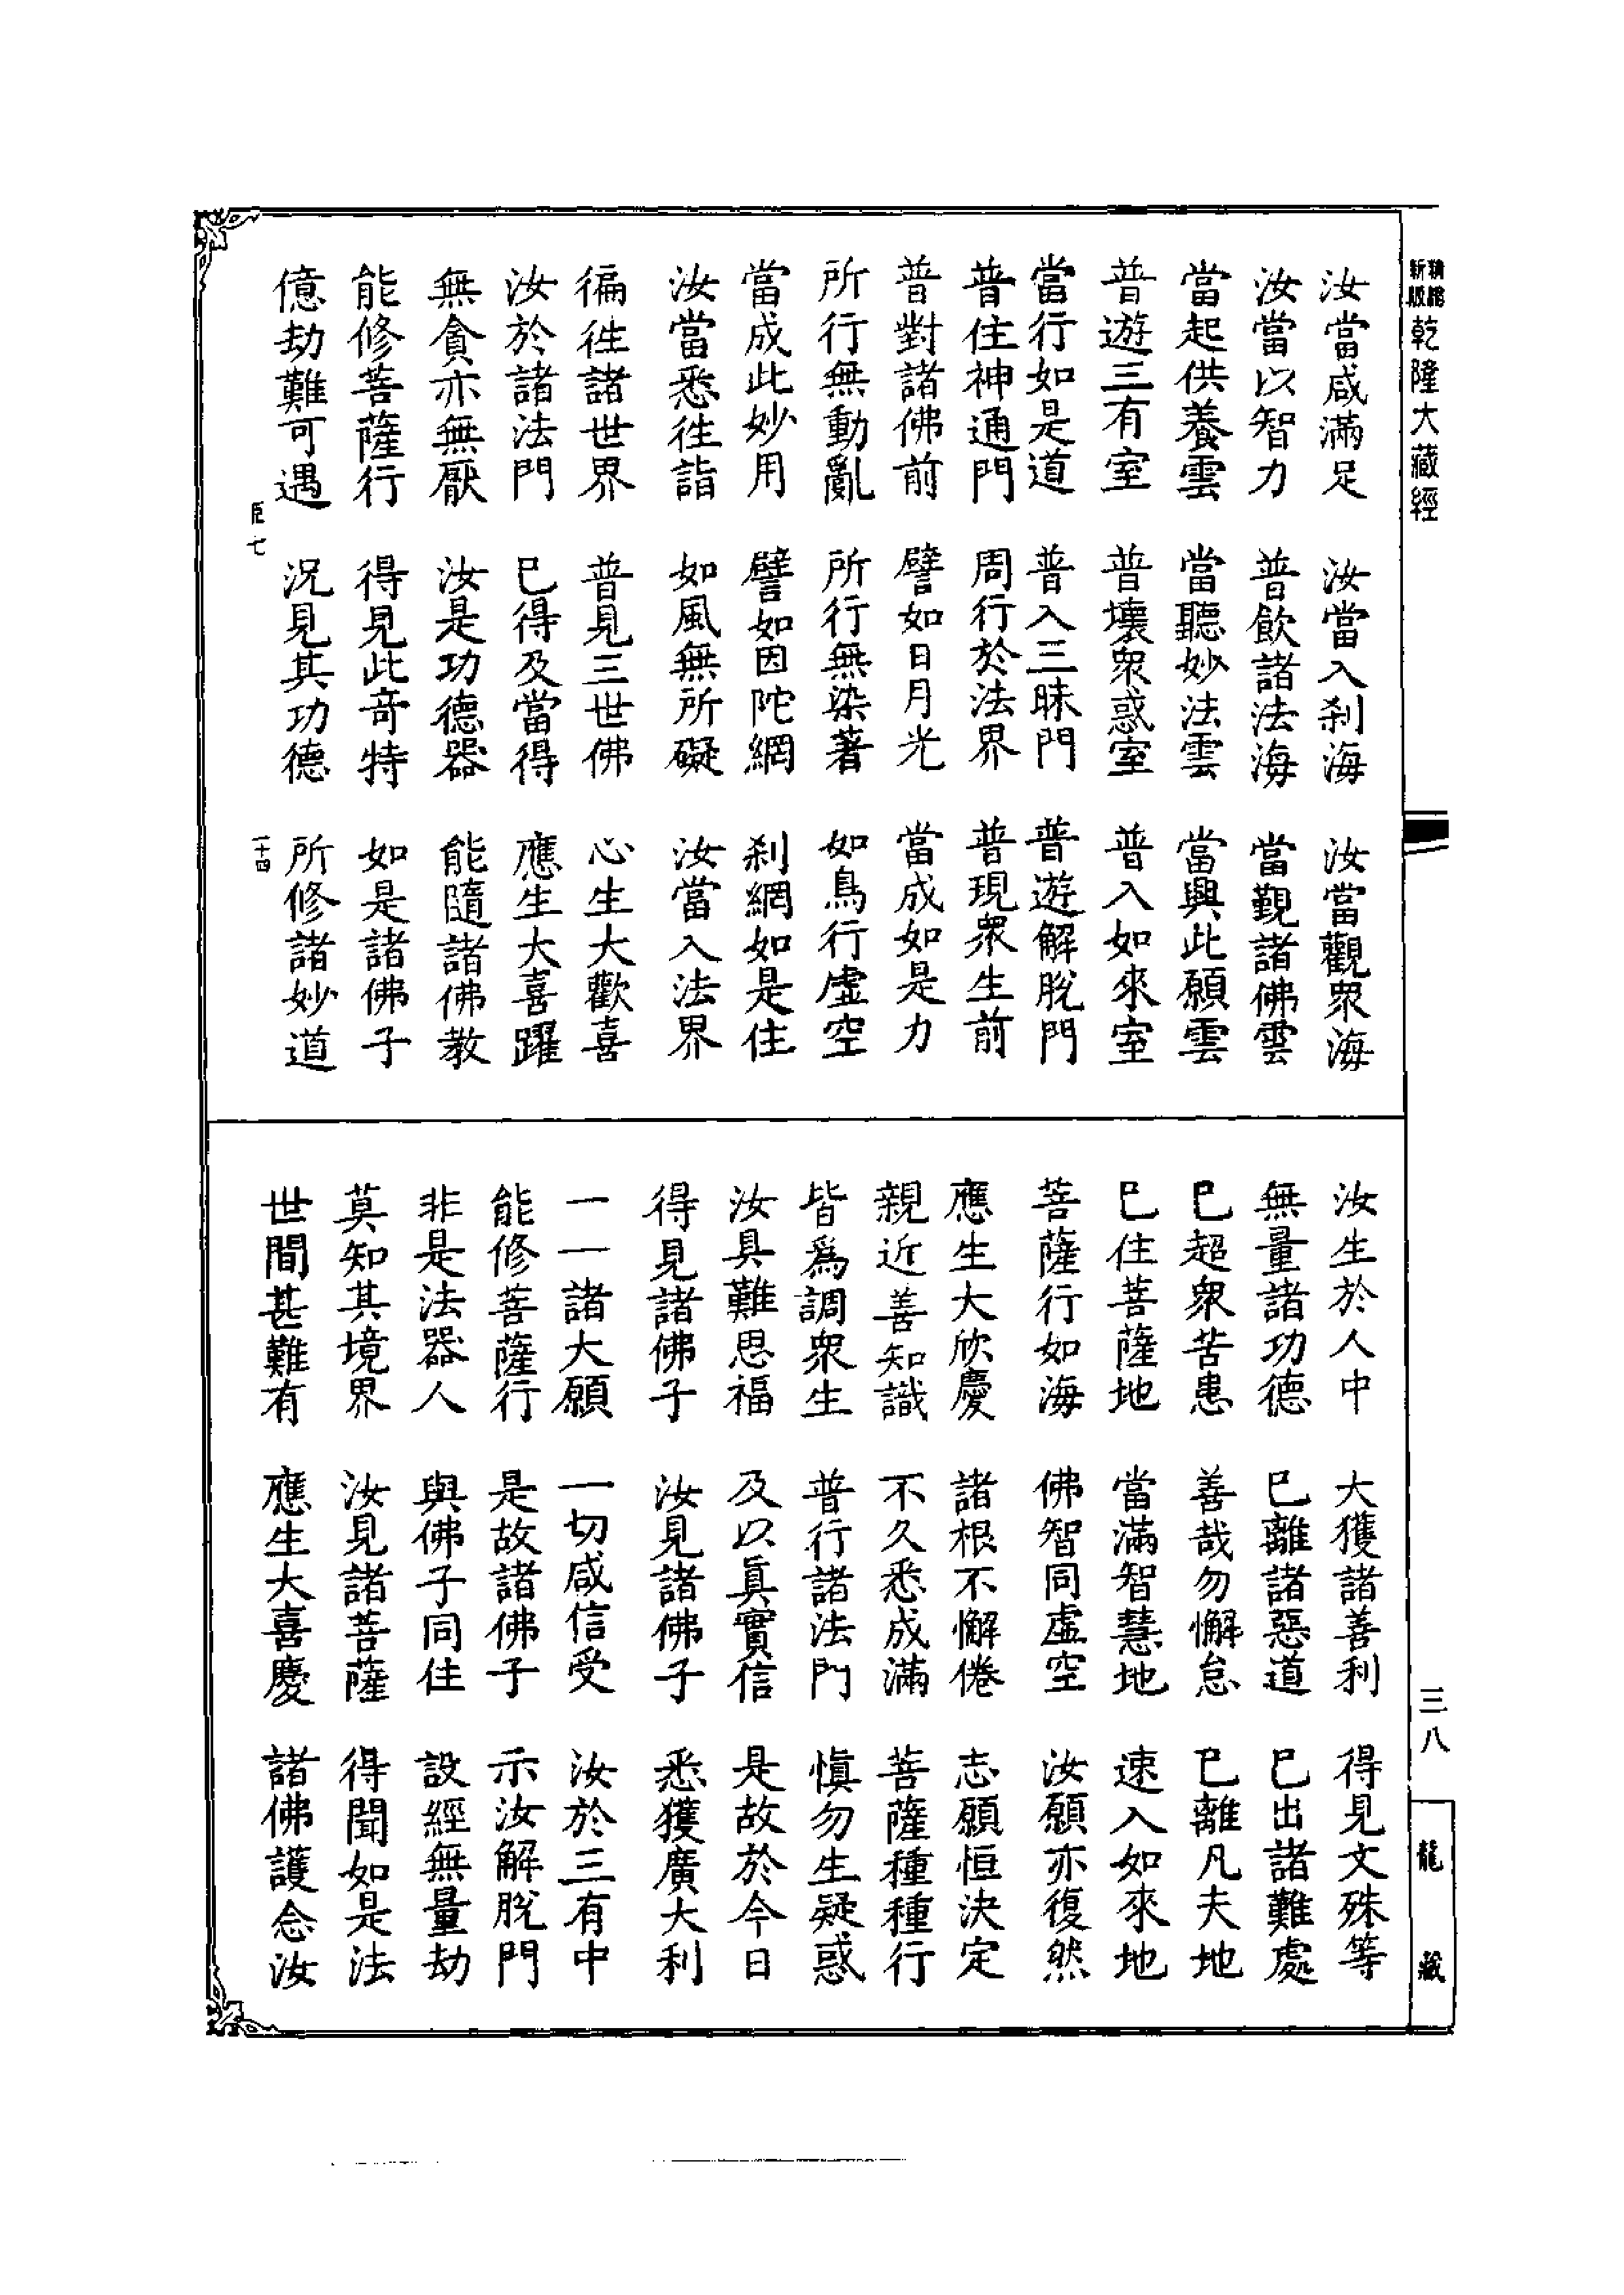 精縮新版 乾隆大藏經
汝當咸滿足 汝當入刹海 汝當觀衆海
汝當以智力 普飲諸法海 當覲諸佛雲
當起供養雲 當聽妙法雲 當興此願雲
普遊三有室 普壞衆惑室 普入如來室
當行如是道 普入三昧門 普遊解脫門
普住神通門 周行於法界 普現衆生前
普對諸佛前 譬如日月光 當成如是力
所行無動亂 所行無染著 如鳥行虛空
當成此妙用 譬如因陀網 刹網如是住
汝當悉徃詣 如風無所礙 汝當入法界
徧徃諸世界 普見三世佛 心生大歡喜
汝於諸法門 已得及當得 應生大喜躍
無貪亦無厭 汝是功德器 能隨諸佛教
能修菩薩行 得見此奇特 如是諸佛子
億劫難可遇 況見其功德 所修諸妙道
臣七 一十四
汝生於人中 大獲諸善利 得見文殊等
無量諸功德 已離諸惡道 已出諸難處
已超衆苦患 善哉勿懈怠 已離凡夫地
已住菩薩地 當滿智慧地 速入如來地
菩薩行如海 佛智同虛空 汝願亦復然
應生大欣慶 諸根不懈倦 志願恒決定
親近善知識 不久悉成滿 菩薩種種行
皆爲調衆生 普行諸法門 愼勿生疑惑
汝具難思福 及以眞實信 是故於今日
得見諸佛子 汝見諸佛子 悉獲廣大利
一一諸大願 一切咸信受 汝於三有中
能修菩薩行 是故諸佛子 示汝解脫門
非是法器人 與佛子同住 設經無量劫
莫知其境界 汝見諸菩薩 得聞如是法
世間甚難有 應生大喜慶 諸佛護念汝
三八
龍藏